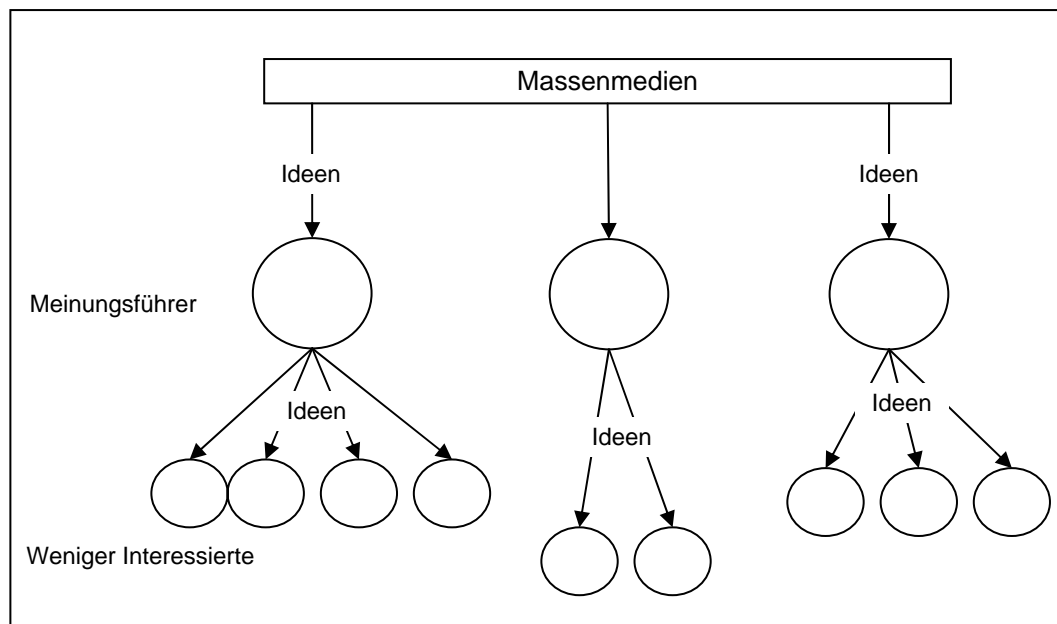 Massenmedien
Ideen
Ideen
Meinungsführer
Ideen
Ideen
Ideen
Weniger Interessierte